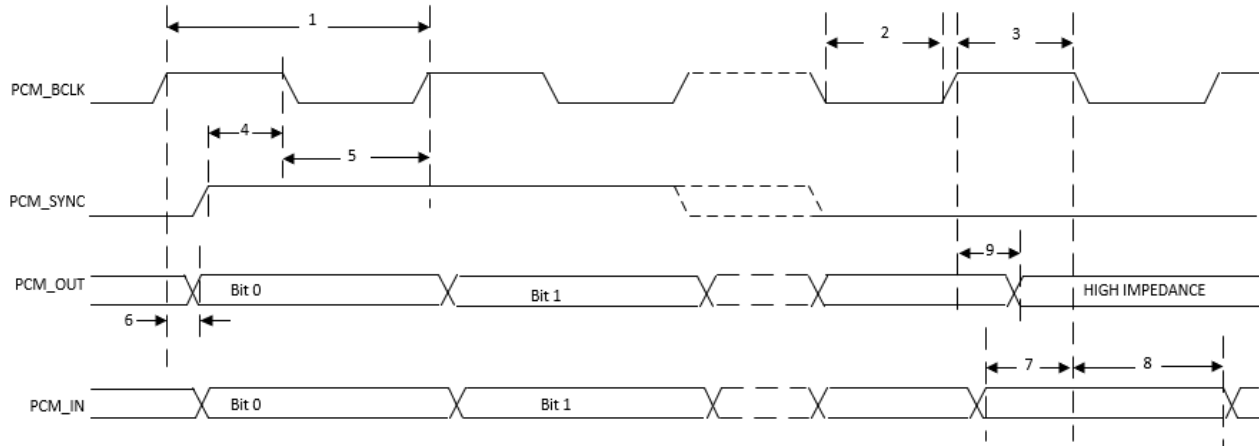 1
2
3
PCM_BCLK
4
5
PCM_SYNC
9
PCM_OUT
Bit 0
Bit 1
HIGH IMPEDANCE
6
7
8
PCM_IN
Bit 0
Bit 1